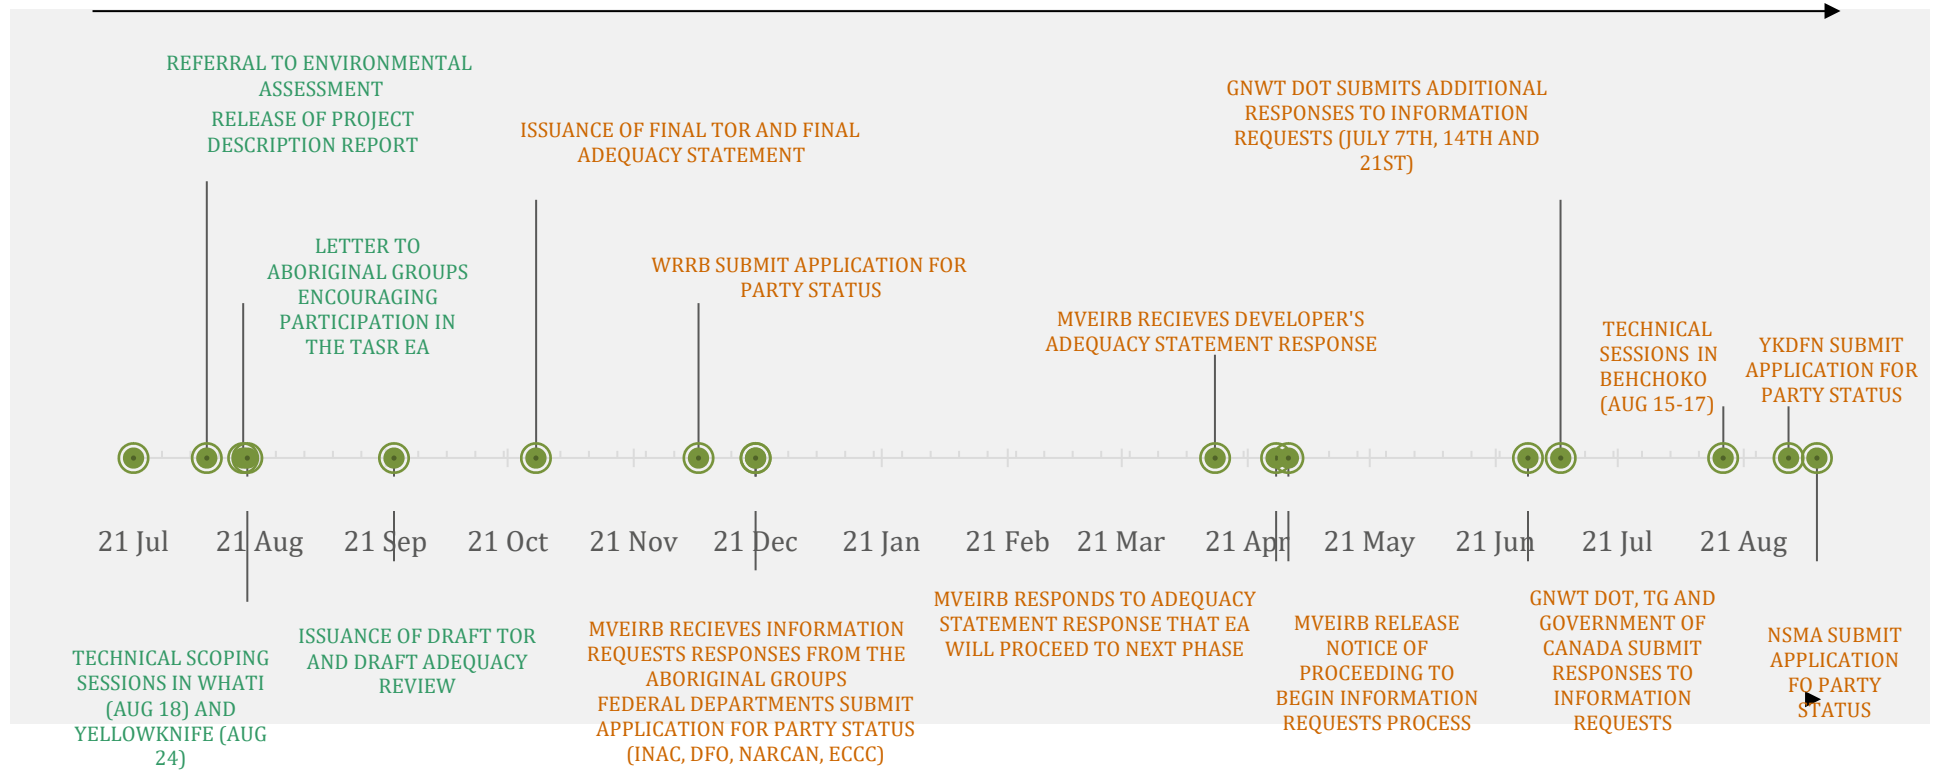 REFERRAL TO ENVIRONMENTAL
ASSESSMENT
RELEASE OF PROJECT
DESCRIPTION REPORT
LETTER TO
ABORIGINAL GROUPS
ENCOURAGING
PARTICIPATION IN
THE TASR EA
ISSUANCE OF FINAL TOR AND FINAL
ADEQUACY STATEMENT
WRRB SUBMIT APPLICATION FOR
PARTY STATUS
MVEIRB RECIEVES DEVELOPER'S
ADEQUACY STATEMENT RESPONSE
GNWT DOT SUBMITS ADDITIONAL
RESPONSES TO INFORMATION
REQUESTS (JULY 7TH, 14TH AND
21ST)
TECHNICAL
SESSIONS IN
BEHCHOKO
(AUG 15-17)
YKDFN SUBMIT
APPLICATION FOR
PARTY STATUS
21 Jul
21 Aug
21 Sep
21 Oct
21 Nov
21 Dec
21 Jan
21 Feb
21 Mar
21 Apr
21 May
21 Jun
21 Jul
21 Aug
TECHNICAL SCOPING
SESSIONS IN WHATI
(AUG 18) AND
YELLOWKNIFE (AUG
24)
ISSUANCE OF DRAFT TOR
AND DRAFT ADEQUACY
REVIEW
MVEIRB RECIEVES INFORMATION
REQUESTS RESPONSES FROM THE
ABORIGINAL GROUPS
FEDERAL DEPARTMENTS SUBMIT
APPLICATION FOR PARTY STATUS
(INAC, DFO, NARCAN, ECCC)
MVEIRB RESPONDS TO ADEQUACY
STATEMENT RESPONSE THAT EA
WILL PROCEED TO NEXT PHASE
MVEIRB RELEASE
NOTICE OF
PROCEEDING TO
BEGIN INFORMATION
REQUESTS PROCESS
GNWT DOT, TG AND
GOVERNMENT OF
CANADA SUBMIT
RESPONSES TO
INFORMATION
REQUESTS
NSMA SUBMIT
APPLICATION
FO PARTY
STATUS